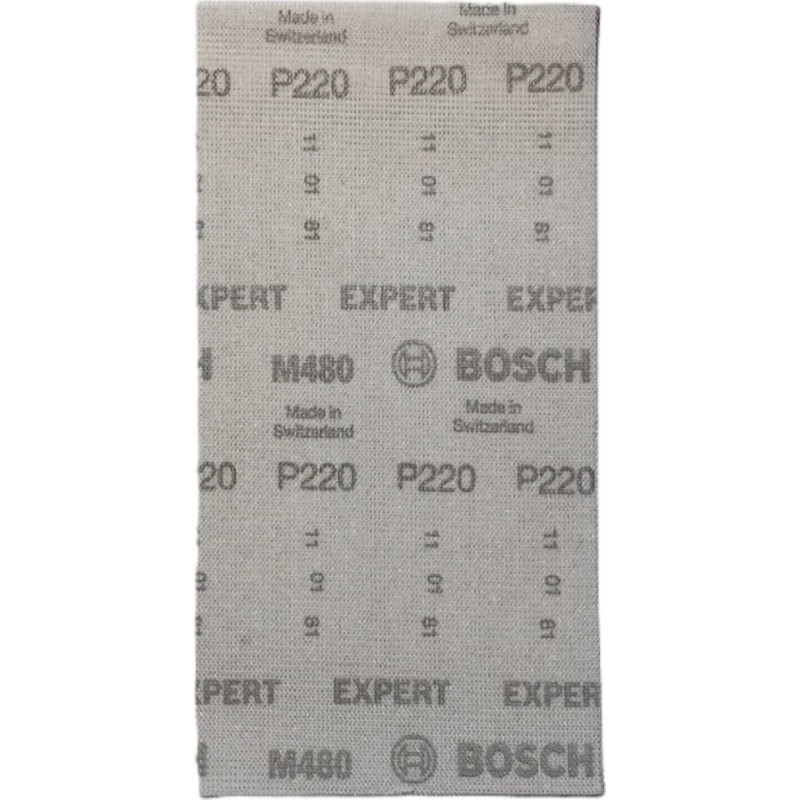 Made in Made in
Switzerland Switzerland
20 P220 P220 P220
11 11 11
01 01 01
81 81 81
XPERT EXPERT EXPER
H M480 BOSCH
Made in Made in
Switzerland Switzerland
20 P220 P220 P220
11 11 11
01 01 01
81 81 81
XPERT EXPERT EXPER
M480 BOSCH